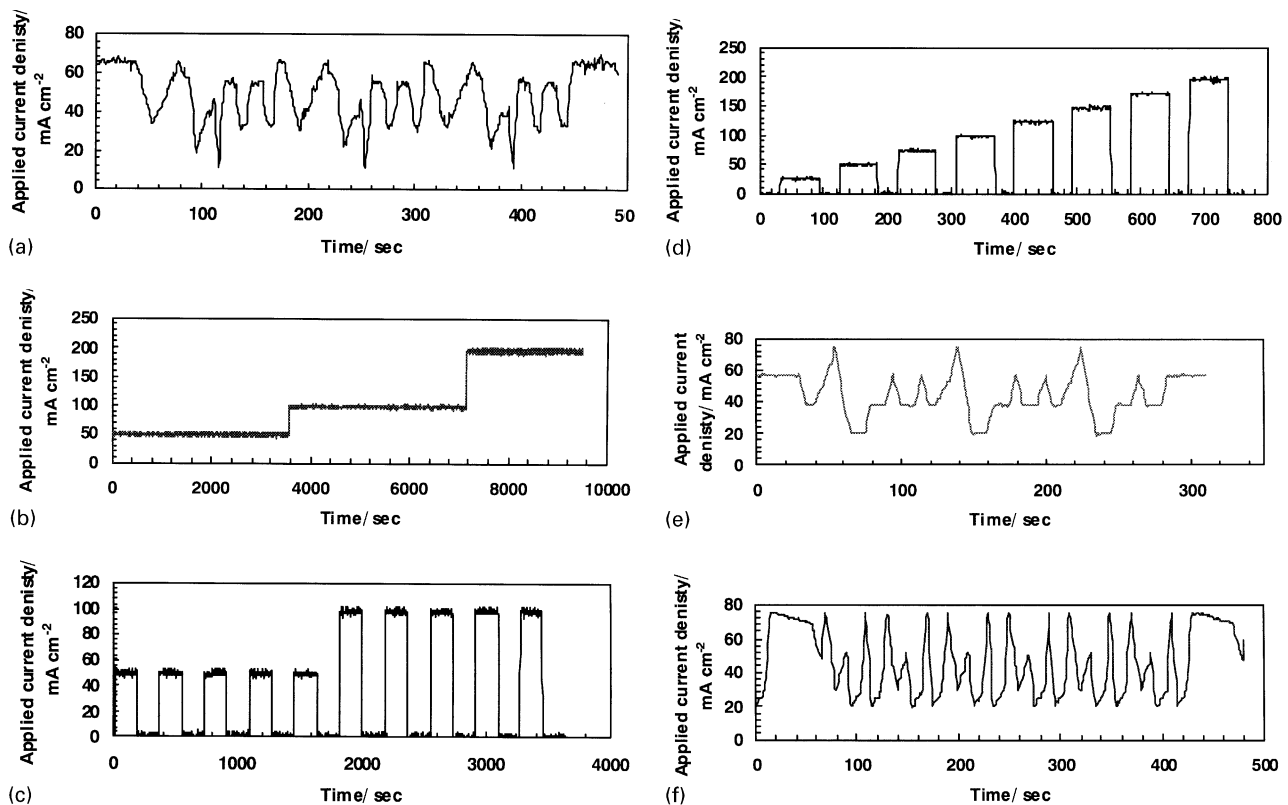 Applied current denisty/
mA cm-2
80
60
40
20
0
0 100 200 300 400 50
Time/ sec
(a)
Applied current denisty/
mA cm-2
250
200
150
100
50
0
0 2000 4000 6000 8000 10000
Time/ sec
(b)
Applied current denisty/
mA cm-2
120
100
80
60
40
20
0
0 1000 2000 3000 4000
Time/ sec
(c)
Applied current denisty/
mA cm-2
250
200
150
100
50
0
0 100 200 300 400 500 600 700 800
Time/ sec
(d)
Applied current
denisty/ mA cm-2
80
60
40
20
0
0 100 200 300
Time/ sec
(e)
Applied current denisty/
mA cm-2
80
60
40
20
0
0 100 200 300 400 500
Time/ sec
(f)